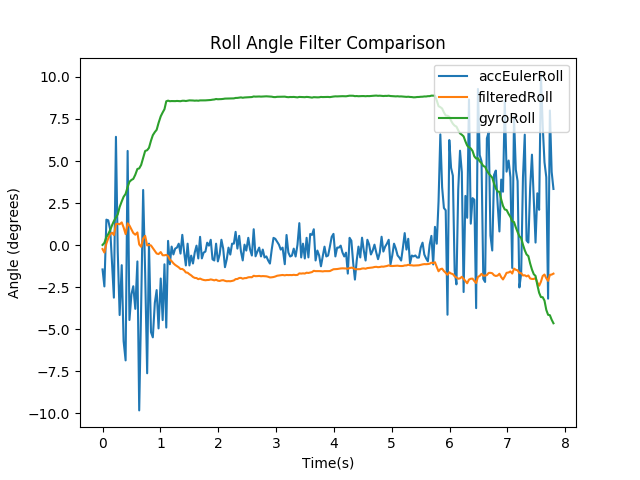 Roll Angle Filter Comparison
accEulerRoll
filteredRoll
gyroRoll
Angle (degrees)
10.0
7.5
5.0
2.5
0.0
−2.5
−5.0
−7.5
−10.0
0 1 2 3 4 5 6 7 8
Time(s)